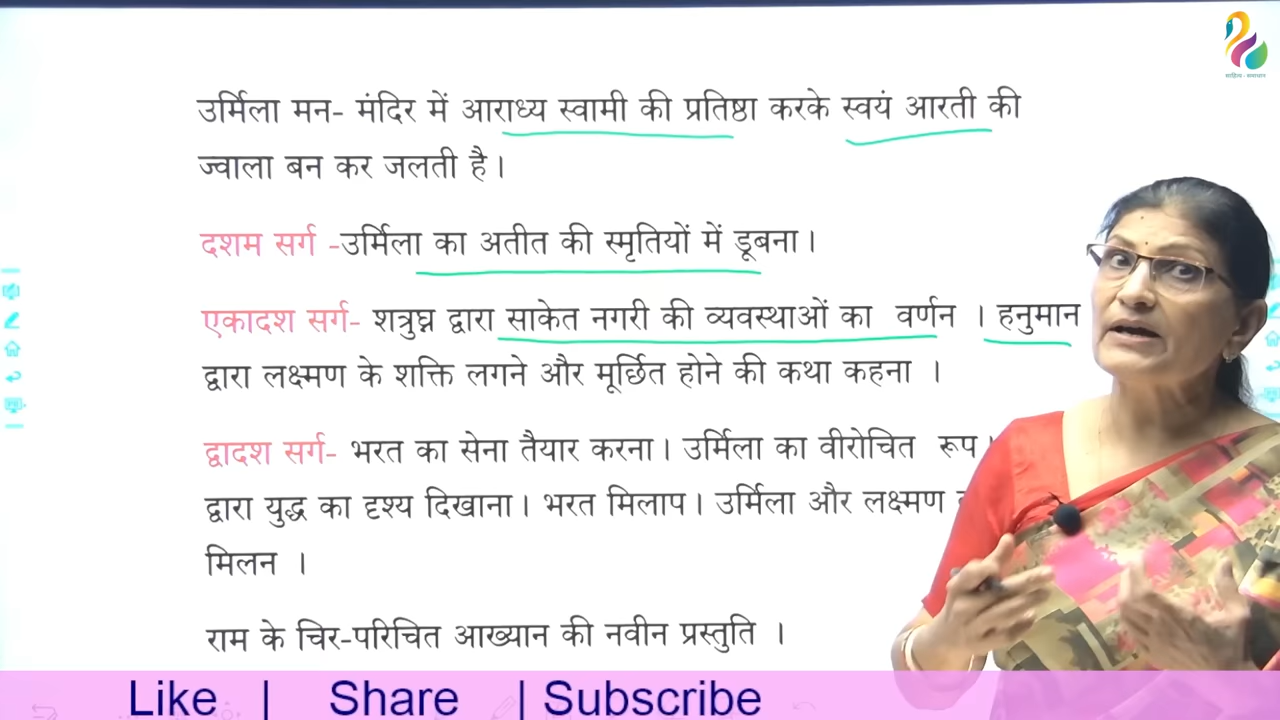 साहित्य - समाधान
उर्मिला मन- मंदिर में आराध्य स्वामी की प्रतिष्ठा करके स्वयं आरती की
ज्वाला बन कर जलती है।
दशम सर्ग -उर्मिला का अतीत की स्मृतियों में डूबना।
एकादश सर्ग- शत्रुघ्न द्वारा साकेत नगरी की व्यवस्थाओं का वर्णन । हनुमान
द्वारा लक्ष्मण के शक्ति लगने और मूर्छित होने की कथा कहना ।
द्वादश सर्ग- भरत का सेना तैयार करना। उर्मिला का वीरोचित रूप।
द्वारा युद्ध का दृश्य दिखाना। भरत मिलाप। उर्मिला और लक्ष्मण
मिलन ।
राम के चिर-परिचित आख्यान की नवीन प्रस्तुति ।
Like | Share | Subscribe